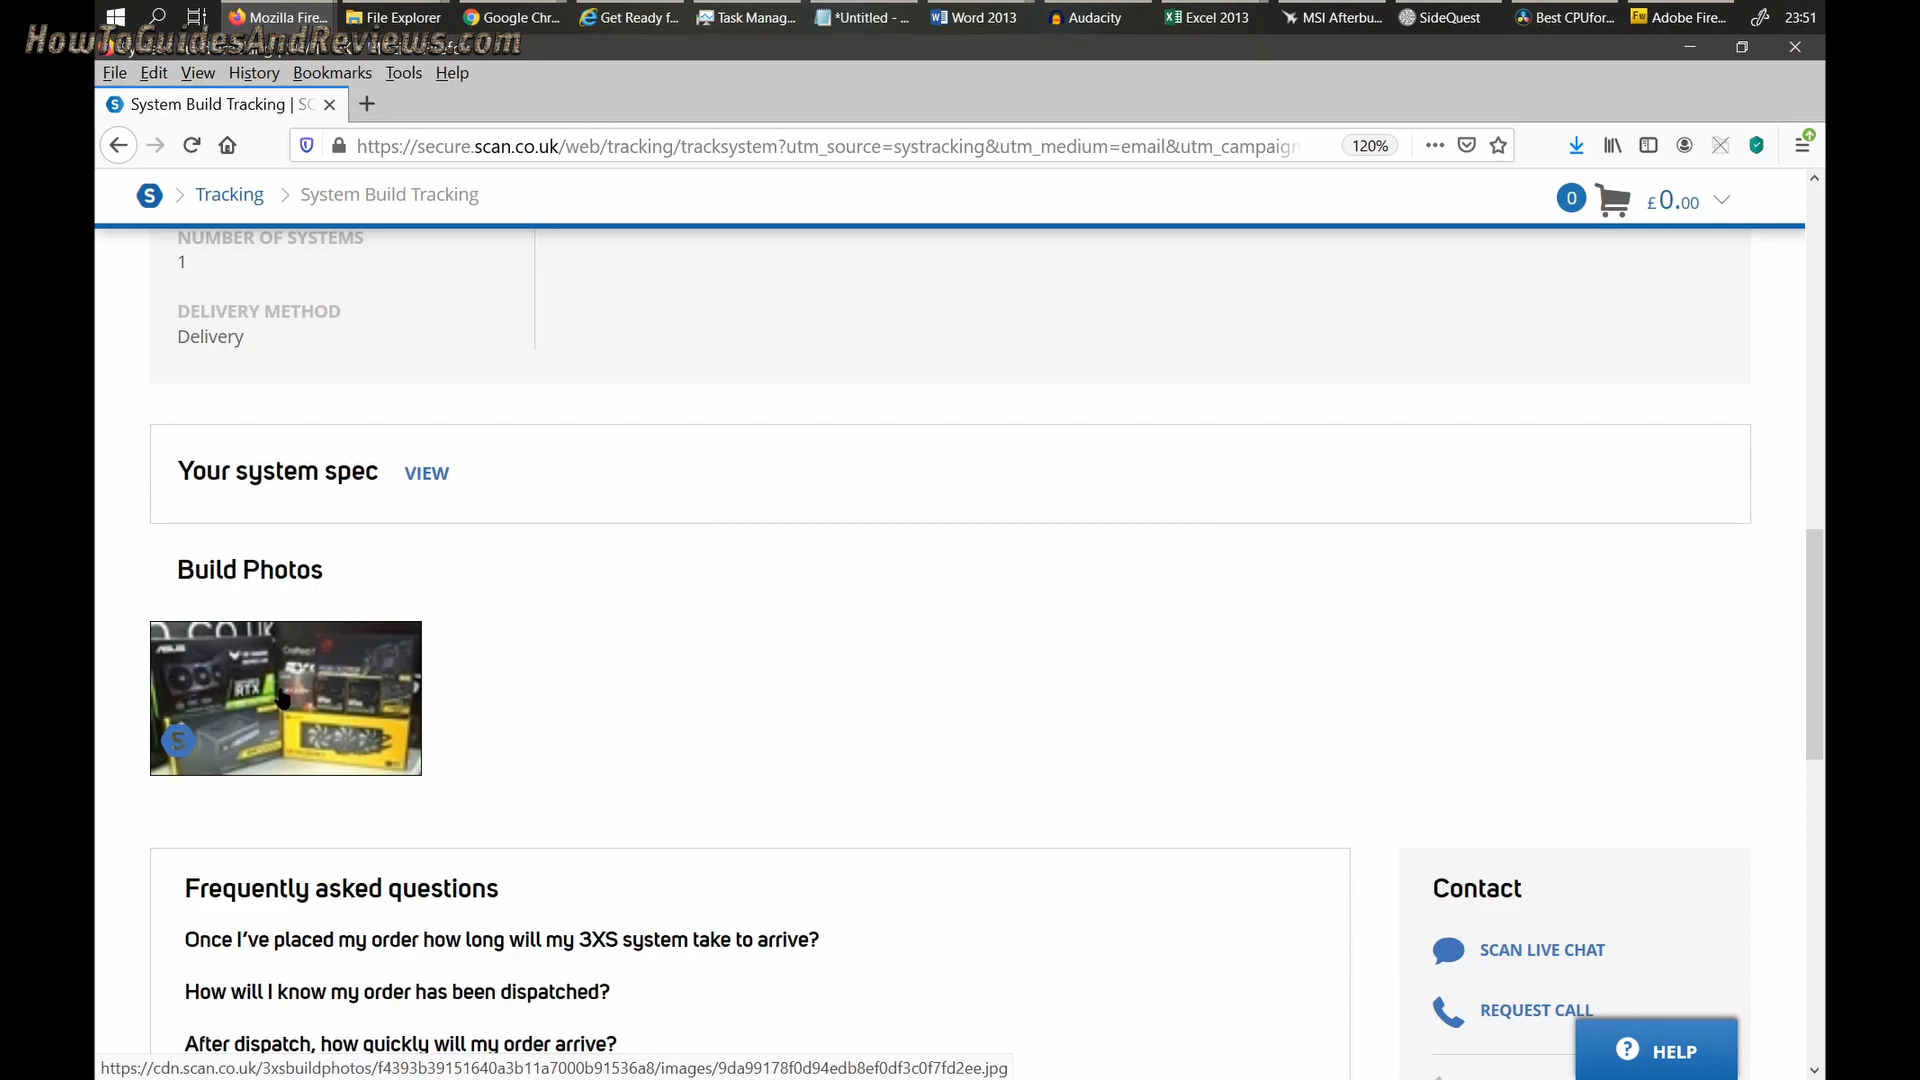 Mozilla Fire...
File Explorer
Google Chr...
Get Ready f...
Task Manag...
*Untitled - ...
Word 2013
Audacity
Excel 2013
MSI Afterbu...
SideQuest
Best CPUfor...
Adobe Fire...
23:51
HowToGuidesAndReviews.com
File Edit View History Bookmarks Tools Help
System Build Tracking | SC
https://secure.scan.co.uk/web/tracking/tracksystem?utm_source=systracking&utm_medium=email&utm_campaign
120%
S > Tracking > System Build Tracking
0
£0.00
NUMBER OF SYSTEMS
1
DELIVERY METHOD
Delivery
Your system spec VIEW
Build Photos
ASUS
RTX
S
Frequently asked questions
Once I've placed my order how long will my 3XS system take to arrive?
How will I know my order has been dispatched?
After dispatch, how quickly will my order arrive?
Contact
SCAN LIVE CHAT
REQUEST CALL
? HELP
https://cdn.scan.co.uk/3xsbuildphotos/f4393b39151640a3b11a7000b91536a8/images/9da99178f0d94edb8ef0df3c0f7fd2ee.jpg